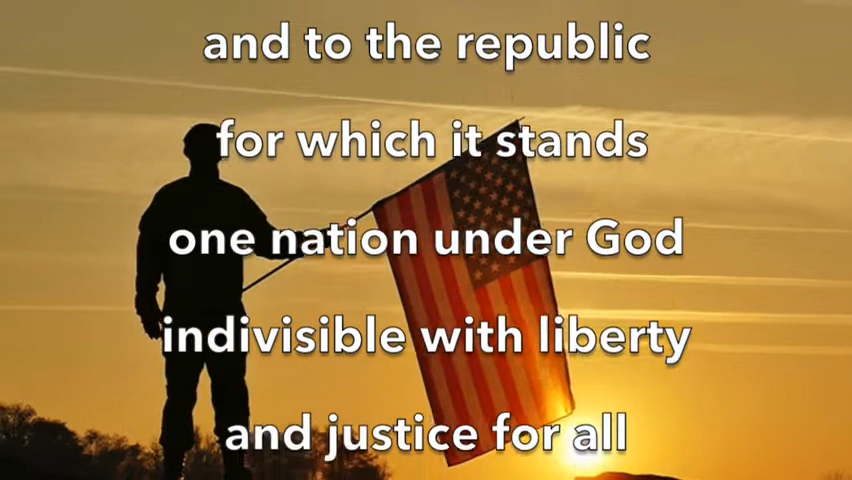 and to the republic
for which it stands
one nation under God
indivisible with liberty
and justice for all